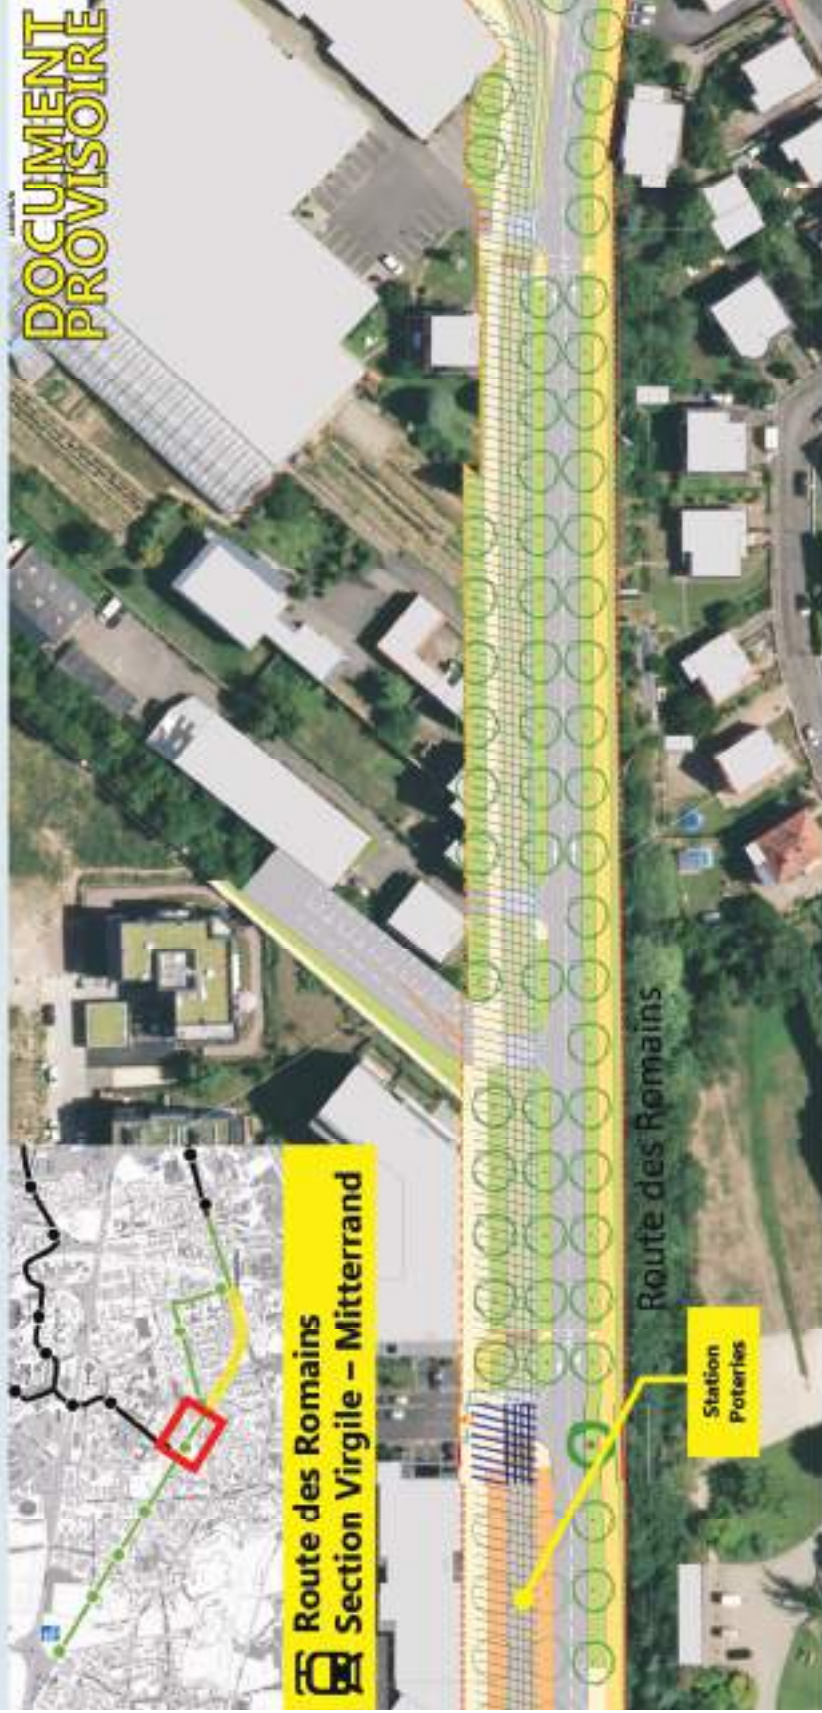 DOCUMENT
PROVISOIRE
Route des Romains
Section Virgile – Mitterrand
Route des Romains
Station
Poteries